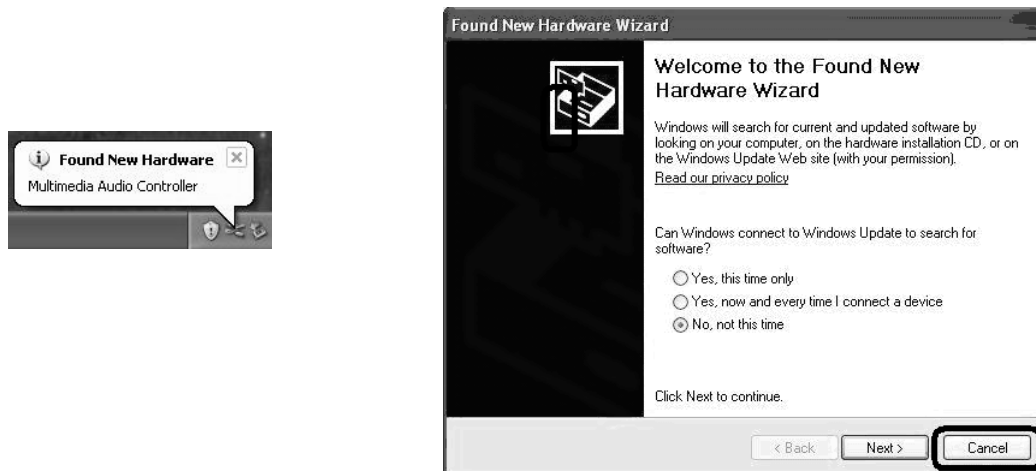 Found New Hardware
Multimedia Audio Controller
Found New Hardware Wizard
Welcome to the Found New
Hardware Wizard
Windows will search for current and updated software by
looking on your computer, on the hardware installation CD, or on
the Windows Update Web site (with your permission).
Read our privacy policy
Can Windows connect to Windows Update to search for
software?
Yes, this time only
Yes, now and every time I connect a device
No, not this time
Click Next to continue.
< Back
Next >
Cancel